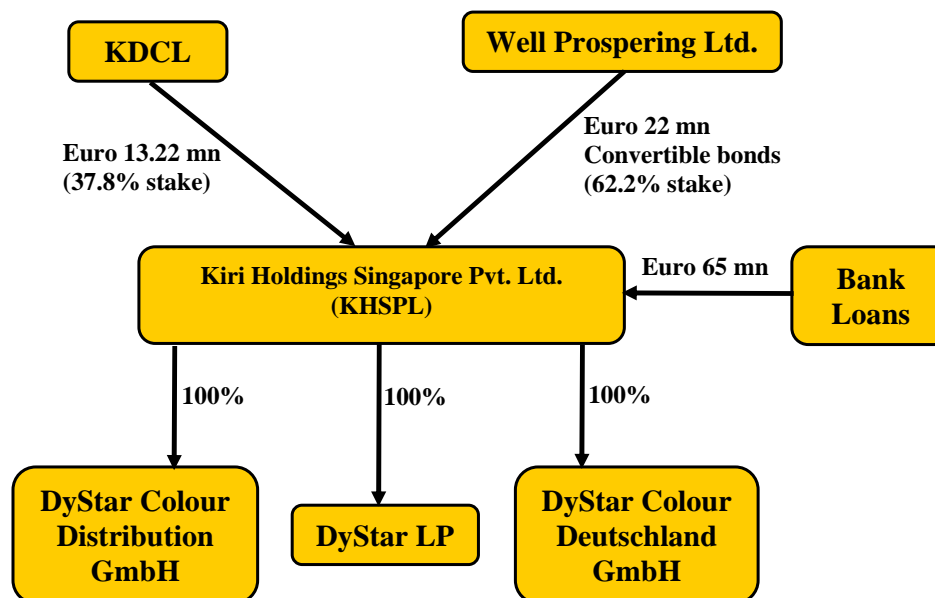 KDCL
Well Prospering Ltd.
Euro 13.22 mn
(37.8% stake)
Euro 22 mn
Convertible bonds
(62.2% stake)
Kiri Holdings Singapore Pvt. Ltd.
(KHSPL)
Euro 65 mn
Bank
Loans
100%
100%
100%
DyStar Colour
Distribution
GmbH
DyStar LP
DyStar Colour
Deutschland
GmbH